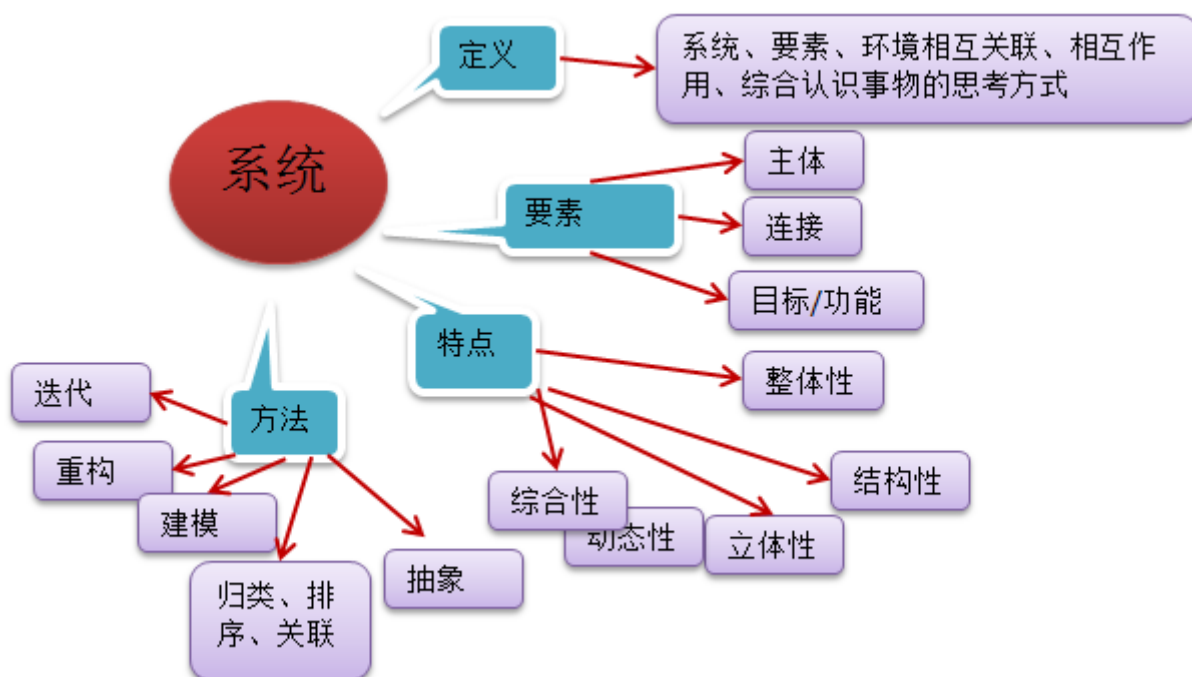 定义
系统、要素、环境相互关联、相互作
用、综合认识事物的思考方式
系统
要素
主体
连接
目标/功能
特点
整体性
结构性
立体性
动态性
综合性
方法
迭代
重构
建模
归类、排
序、关联
抽象